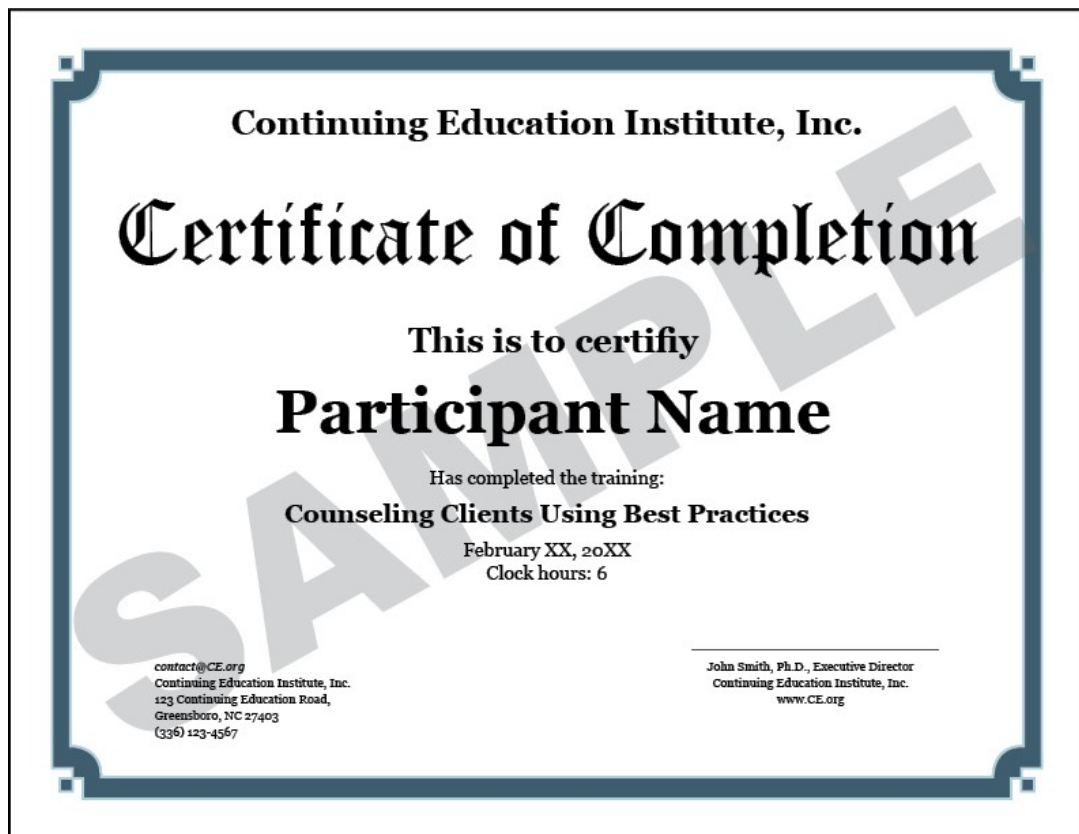 Continuing Education Institute, Inc.
Certificate of Completion
This is to certifiy
Participant Name
Has completed the training:
Counseling Clients Using Best Practices
February XX, 20XX
Clock hours: 6
SAMPLE
contact@CE.org
Continuing Education Institute, Inc.
123 Continuing Education Road,
Greensboro, NC 27403
(336) 123-4567
John Smith, Ph.D., Executive Director
Continuing Education Institute, Inc.
www.CE.org